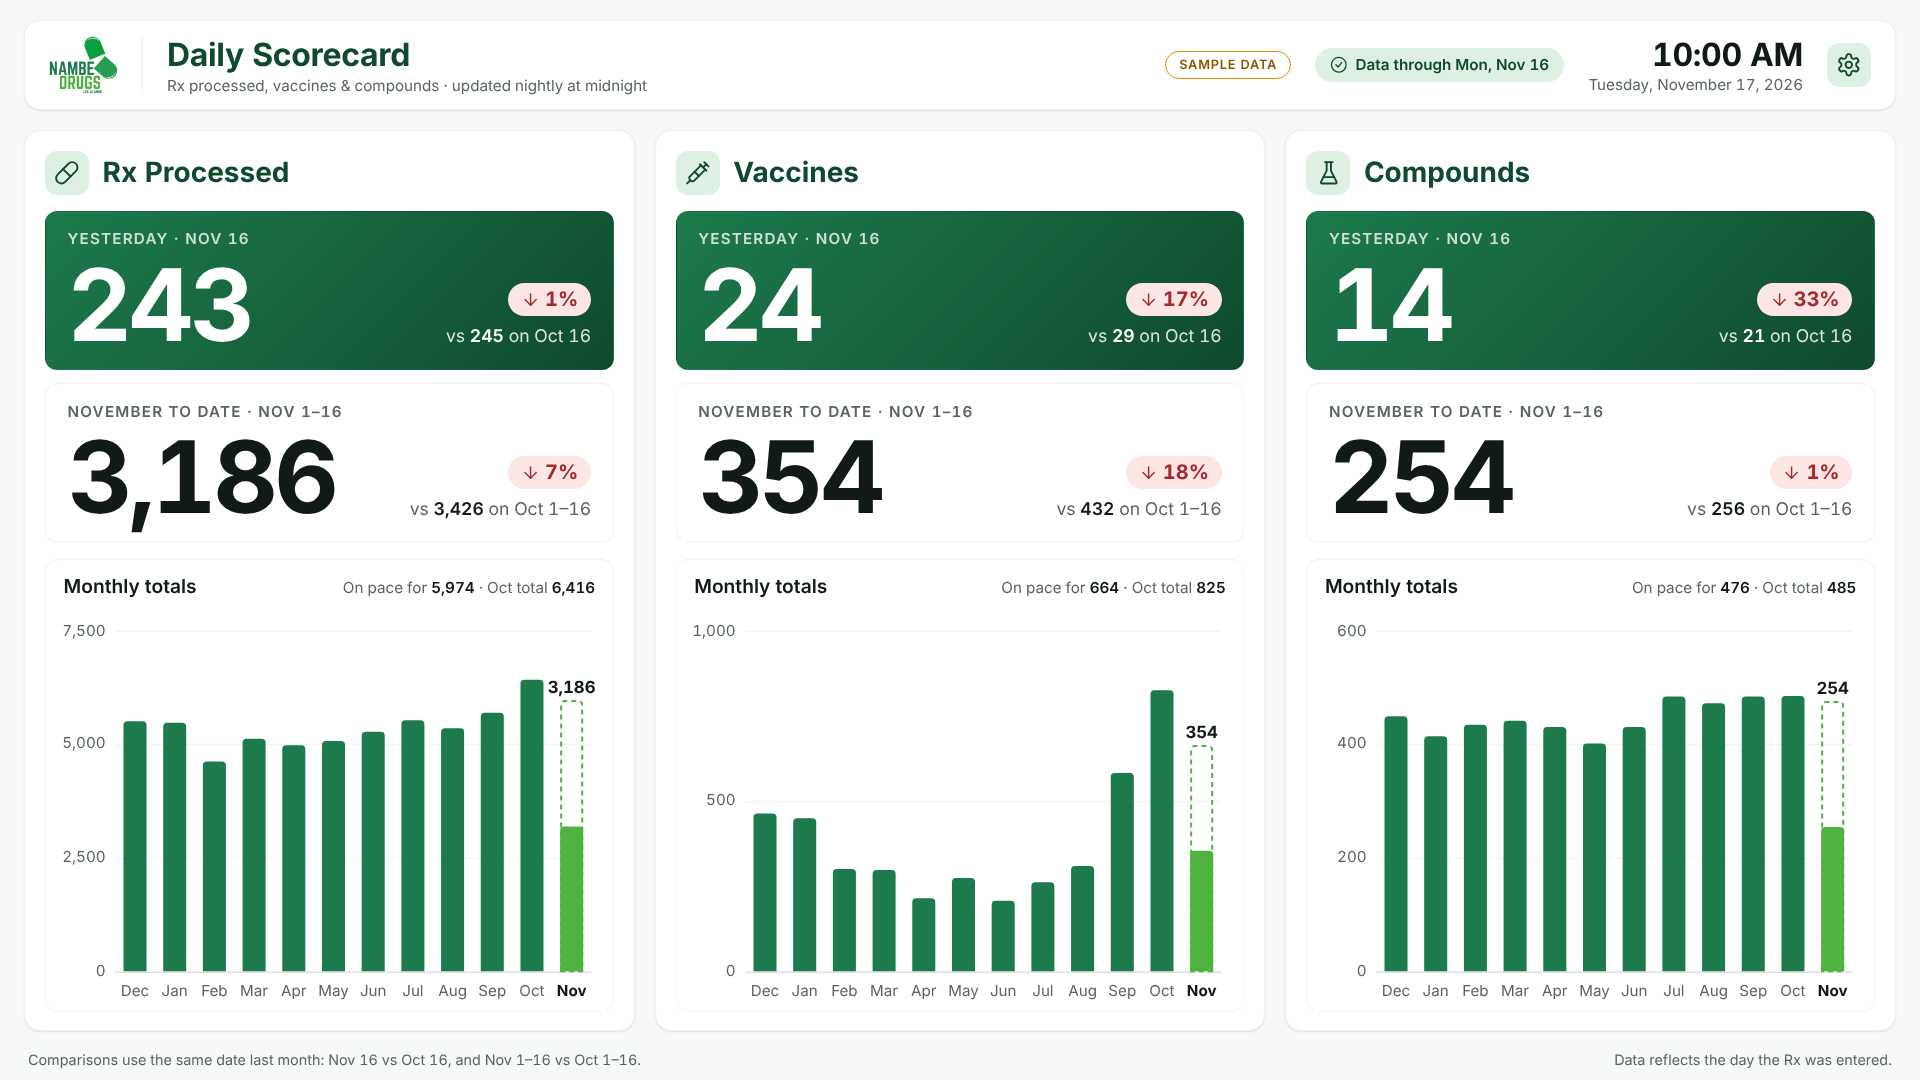 NAMBE
DRUGS
LOS ALAMOS
Daily Scorecard
Rx processed, vaccines & compounds · updated nightly at midnight
SAMPLE DATA
Data through Mon, Nov 16
10:00 AM
Tuesday, November 17, 2026
Rx Processed
YESTERDAY · NOV 16
243
↓ 1%
vs 245 on Oct 16
NOVEMBER TO DATE · NOV 1–16
3,186
↓ 7%
vs 3,426 on Oct 1–16
Monthly totals
On pace for 5,974 · Oct total 6,416
7,500
5,000
2,500
0
3,186
Dec Jan Feb Mar Apr May Jun Jul Aug Sep Oct Nov
Vaccines
YESTERDAY · NOV 16
24
↓ 17%
vs 29 on Oct 16
NOVEMBER TO DATE · NOV 1–16
354
↓ 18%
vs 432 on Oct 1–16
Monthly totals
On pace for 664 · Oct total 825
1,000
500
0
354
Dec Jan Feb Mar Apr May Jun Jul Aug Sep Oct Nov
Compounds
YESTERDAY · NOV 16
14
↓ 33%
vs 21 on Oct 16
NOVEMBER TO DATE · NOV 1–16
254
↓ 1%
vs 256 on Oct 1–16
Monthly totals
On pace for 476 · Oct total 485
600
400
200
0
254
Dec Jan Feb Mar Apr May Jun Jul Aug Sep Oct Nov
Comparisons use the same date last month: Nov 16 vs Oct 16, and Nov 1–16 vs Oct 1–16.
Data reflects the day the Rx was entered.